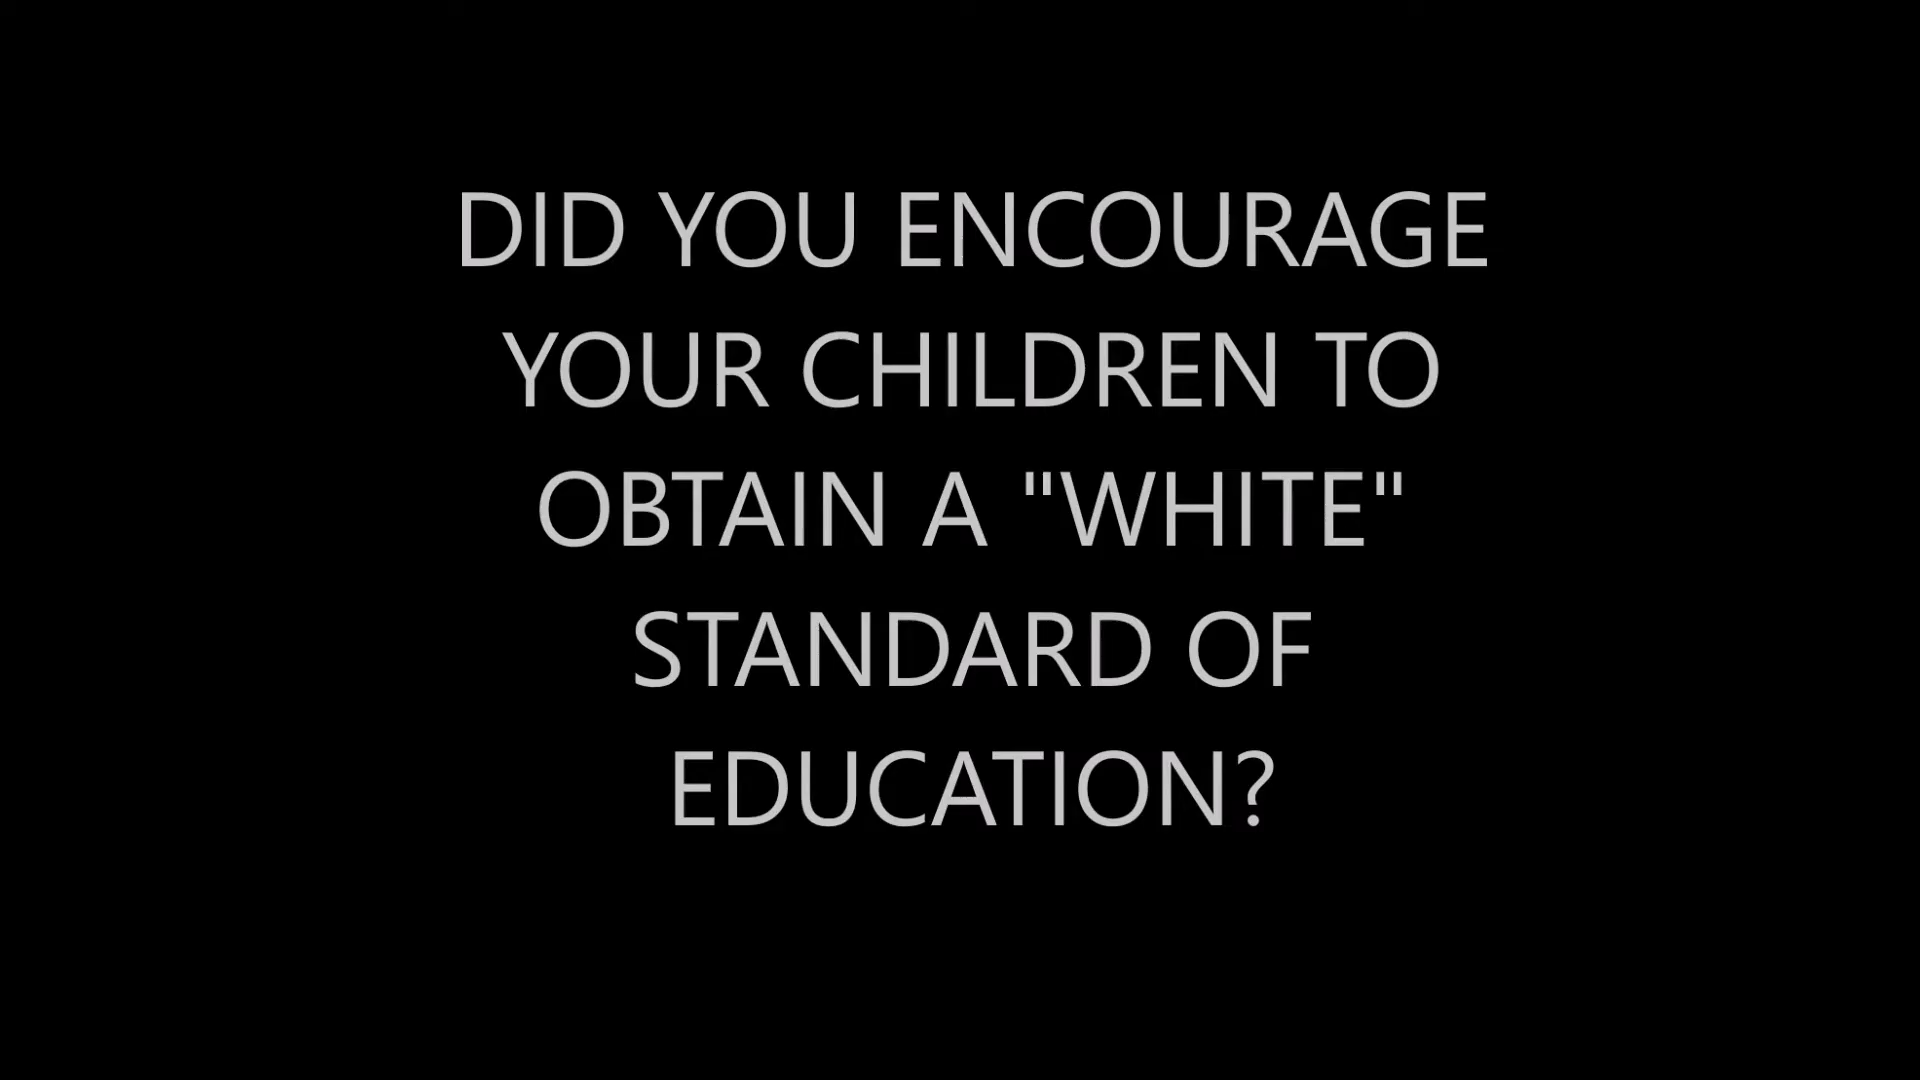 DID YOU ENCOURAGE
YOUR CHILDREN TO
OBTAIN A "WHITE"
STANDARD OF
EDUCATION?